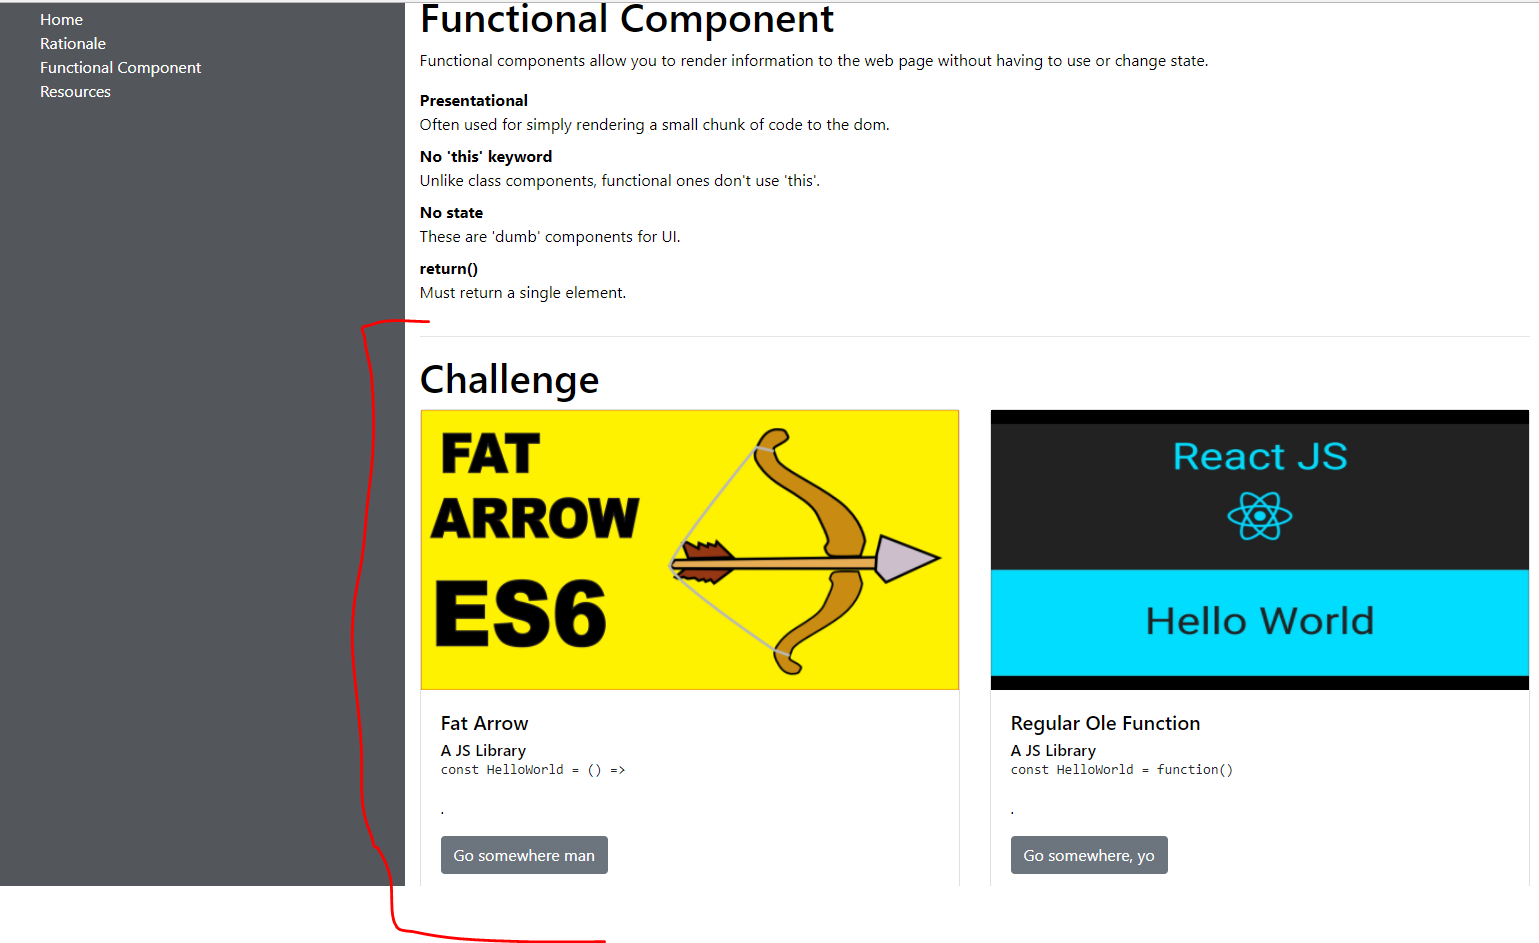 Home
Rationale
Functional Component
Resources
Functional Component
Functional components allow you to render information to the web page without having to use or change state.
Presentational
Often used for simply rendering a small chunk of code to the dom.
No 'this' keyword
Unlike class components, functional ones don't use 'this'.
No state
These are 'dumb' components for UI.
return()
Must return a single element.
Challenge
FAT
ARROW
ES6
Fat Arrow
A JS Library
const HelloWorld = () =>
.
Go somewhere man
React JS
Hello World
Regular Ole Function
A JS Library
const HelloWorld = function()
.
Go somewhere, yo